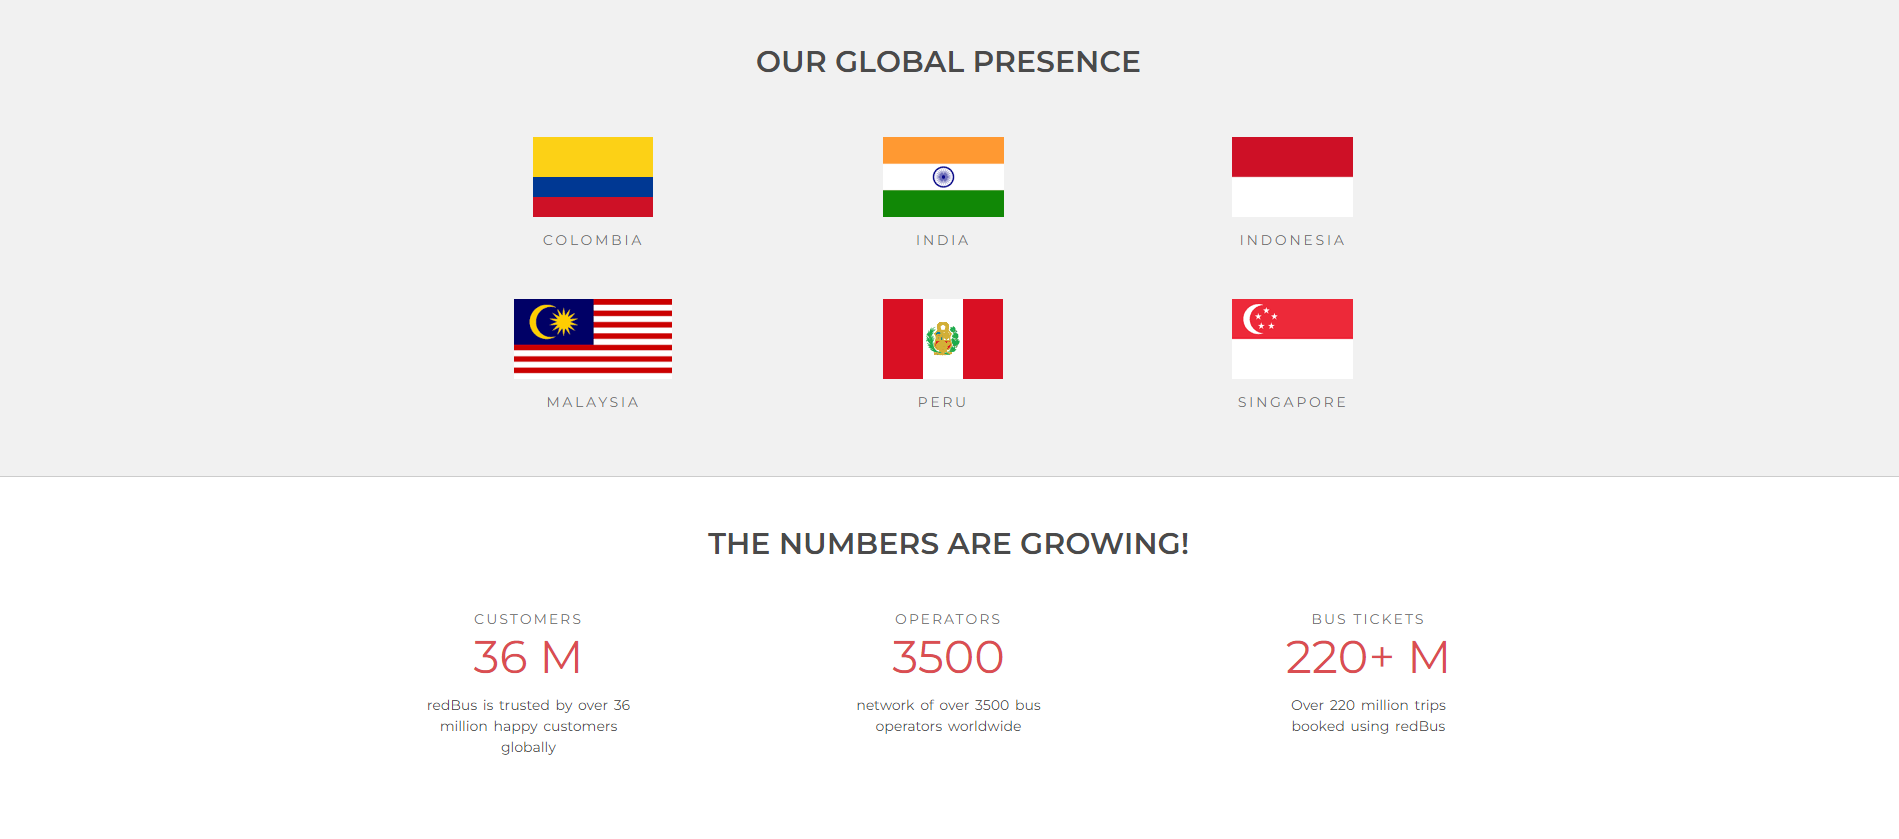 OUR GLOBAL PRESENCE
COLOMBIA
INDIA
INDONESIA
MALAYSIA
PERU
SINGAPORE
THE NUMBERS ARE GROWING!
CUSTOMERS
36 M
redBus is trusted by over 36
million happy customers
globally
OPERATORS
3500
network of over 3500 bus
operators worldwide
BUS TICKETS
220+ M
Over 220 million trips
booked using redBus